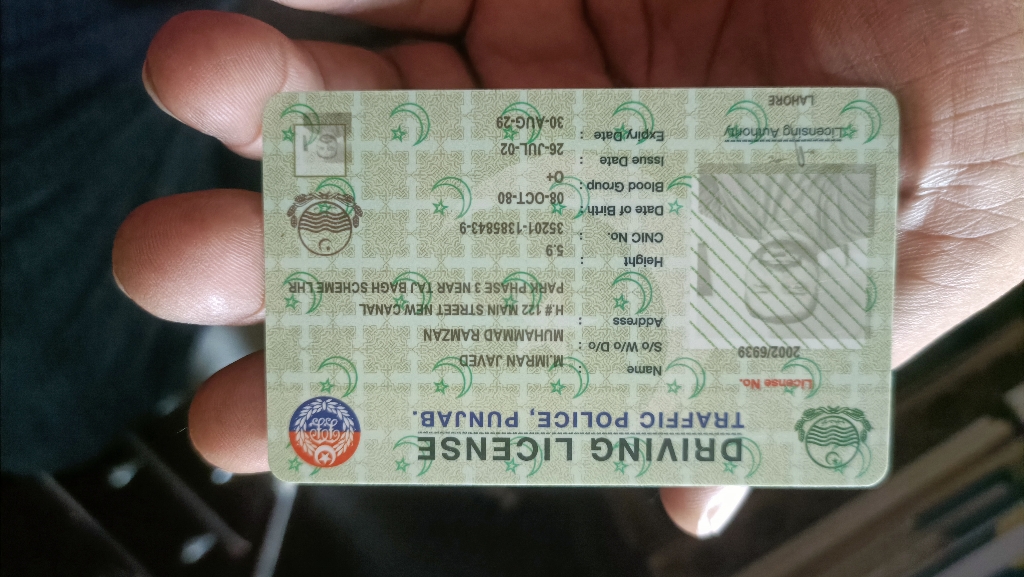 DRIVING LICENSE
TRAFFIC POLICE, PUNJAB.
License No.
2002/6939
Name : M.IMRAN JAVED
S/o W/o D/o : MUHAMMAD RAMZAN
Address : H.# 122 MAIN STREET NEW CANAL
PARK PHASE 3 NEAR TAJ BAGH SCHEME LHR
Height : 5.9
CNIC No. : 35201-1385843-9
Date of Birth : 08-OCT-80
Blood Group : O+
Issue Date : 26-JUL-02
Expiry Date : 30-AUG-29
Licensing Authority
LAHORE